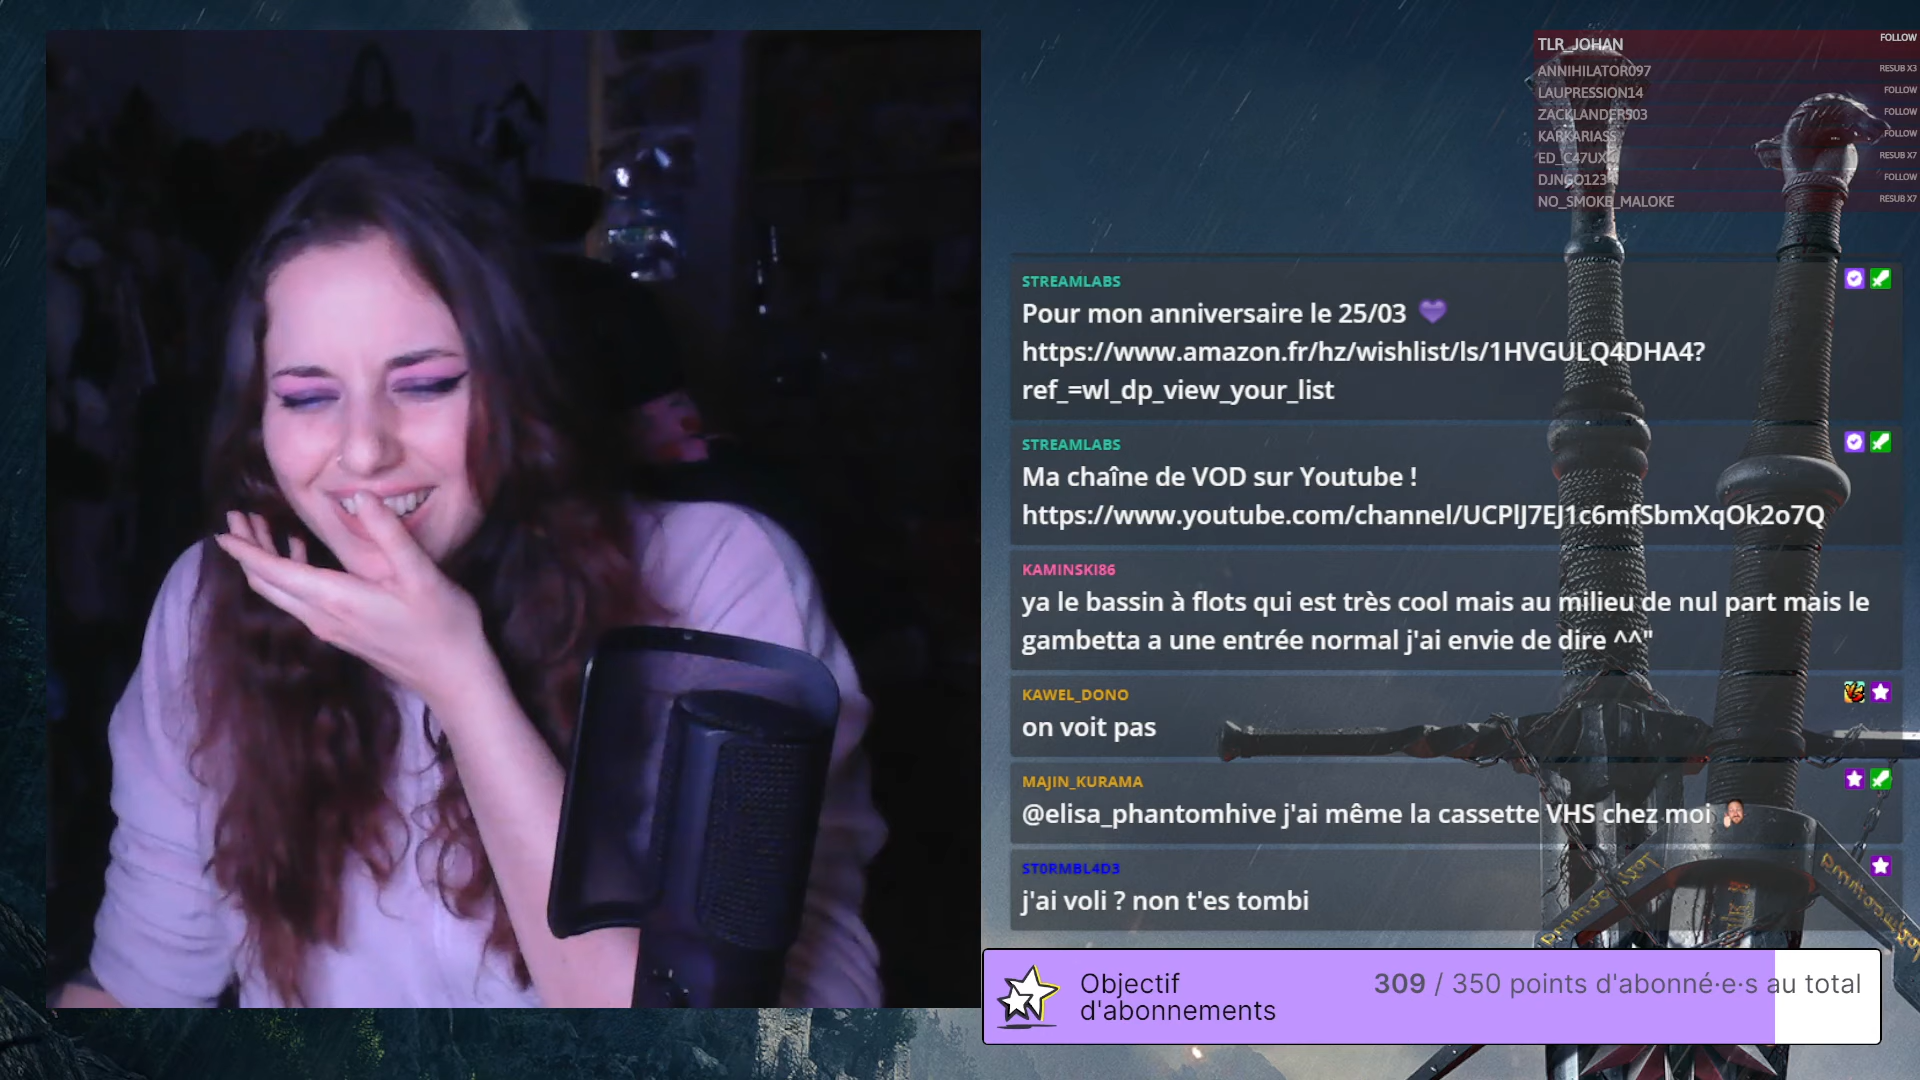 TLR_JOHAN FOLLOW
ANNIHILATOR097 RESUB X3
LAUPRESSION14 FOLLOW
ZACKLANDERS03 FOLLOW
KARKARIASS FOLLOW
ED_C47UX RESUB X7
DJNGO123 FOLLOW
NO_SMOKE_MALOKE RESUB X7
STREAMLABS
Pour mon anniversaire le 25/03 💜
https://www.amazon.fr/hz/wishlist/ls/1HVGULQ4DHA4?
ref_=wl_dp_view_your_list
STREAMLABS
Ma chaîne de VOD sur Youtube !
https://www.youtube.com/channel/UCPlJ7EJ1c6mfSbmXqOk2o7Q
KAMINSKI86
ya le bassin à flots qui est très cool mais au milieu de nul part mais le
gambetta a une entrée normal j'ai envie de dire ^^"
KAWEL_DONO
on voit pas
MAJIN_KURAMA
@elisa_phantomhive j'ai même la cassette VHS chez moi
ST0RMBL4D3
j'ai voli ? non t'es tombi
Objectif
d'abonnements
309 / 350 points d'abonné·e·s au total